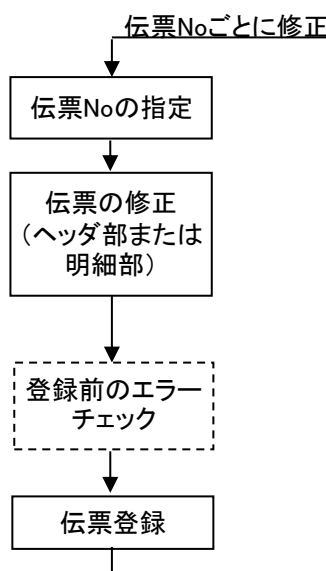 伝票Noごとに修正
伝票Noの指定
伝票の修正
（ヘッダ部または
明細部）
登録前のエラー
チェック
伝票登録